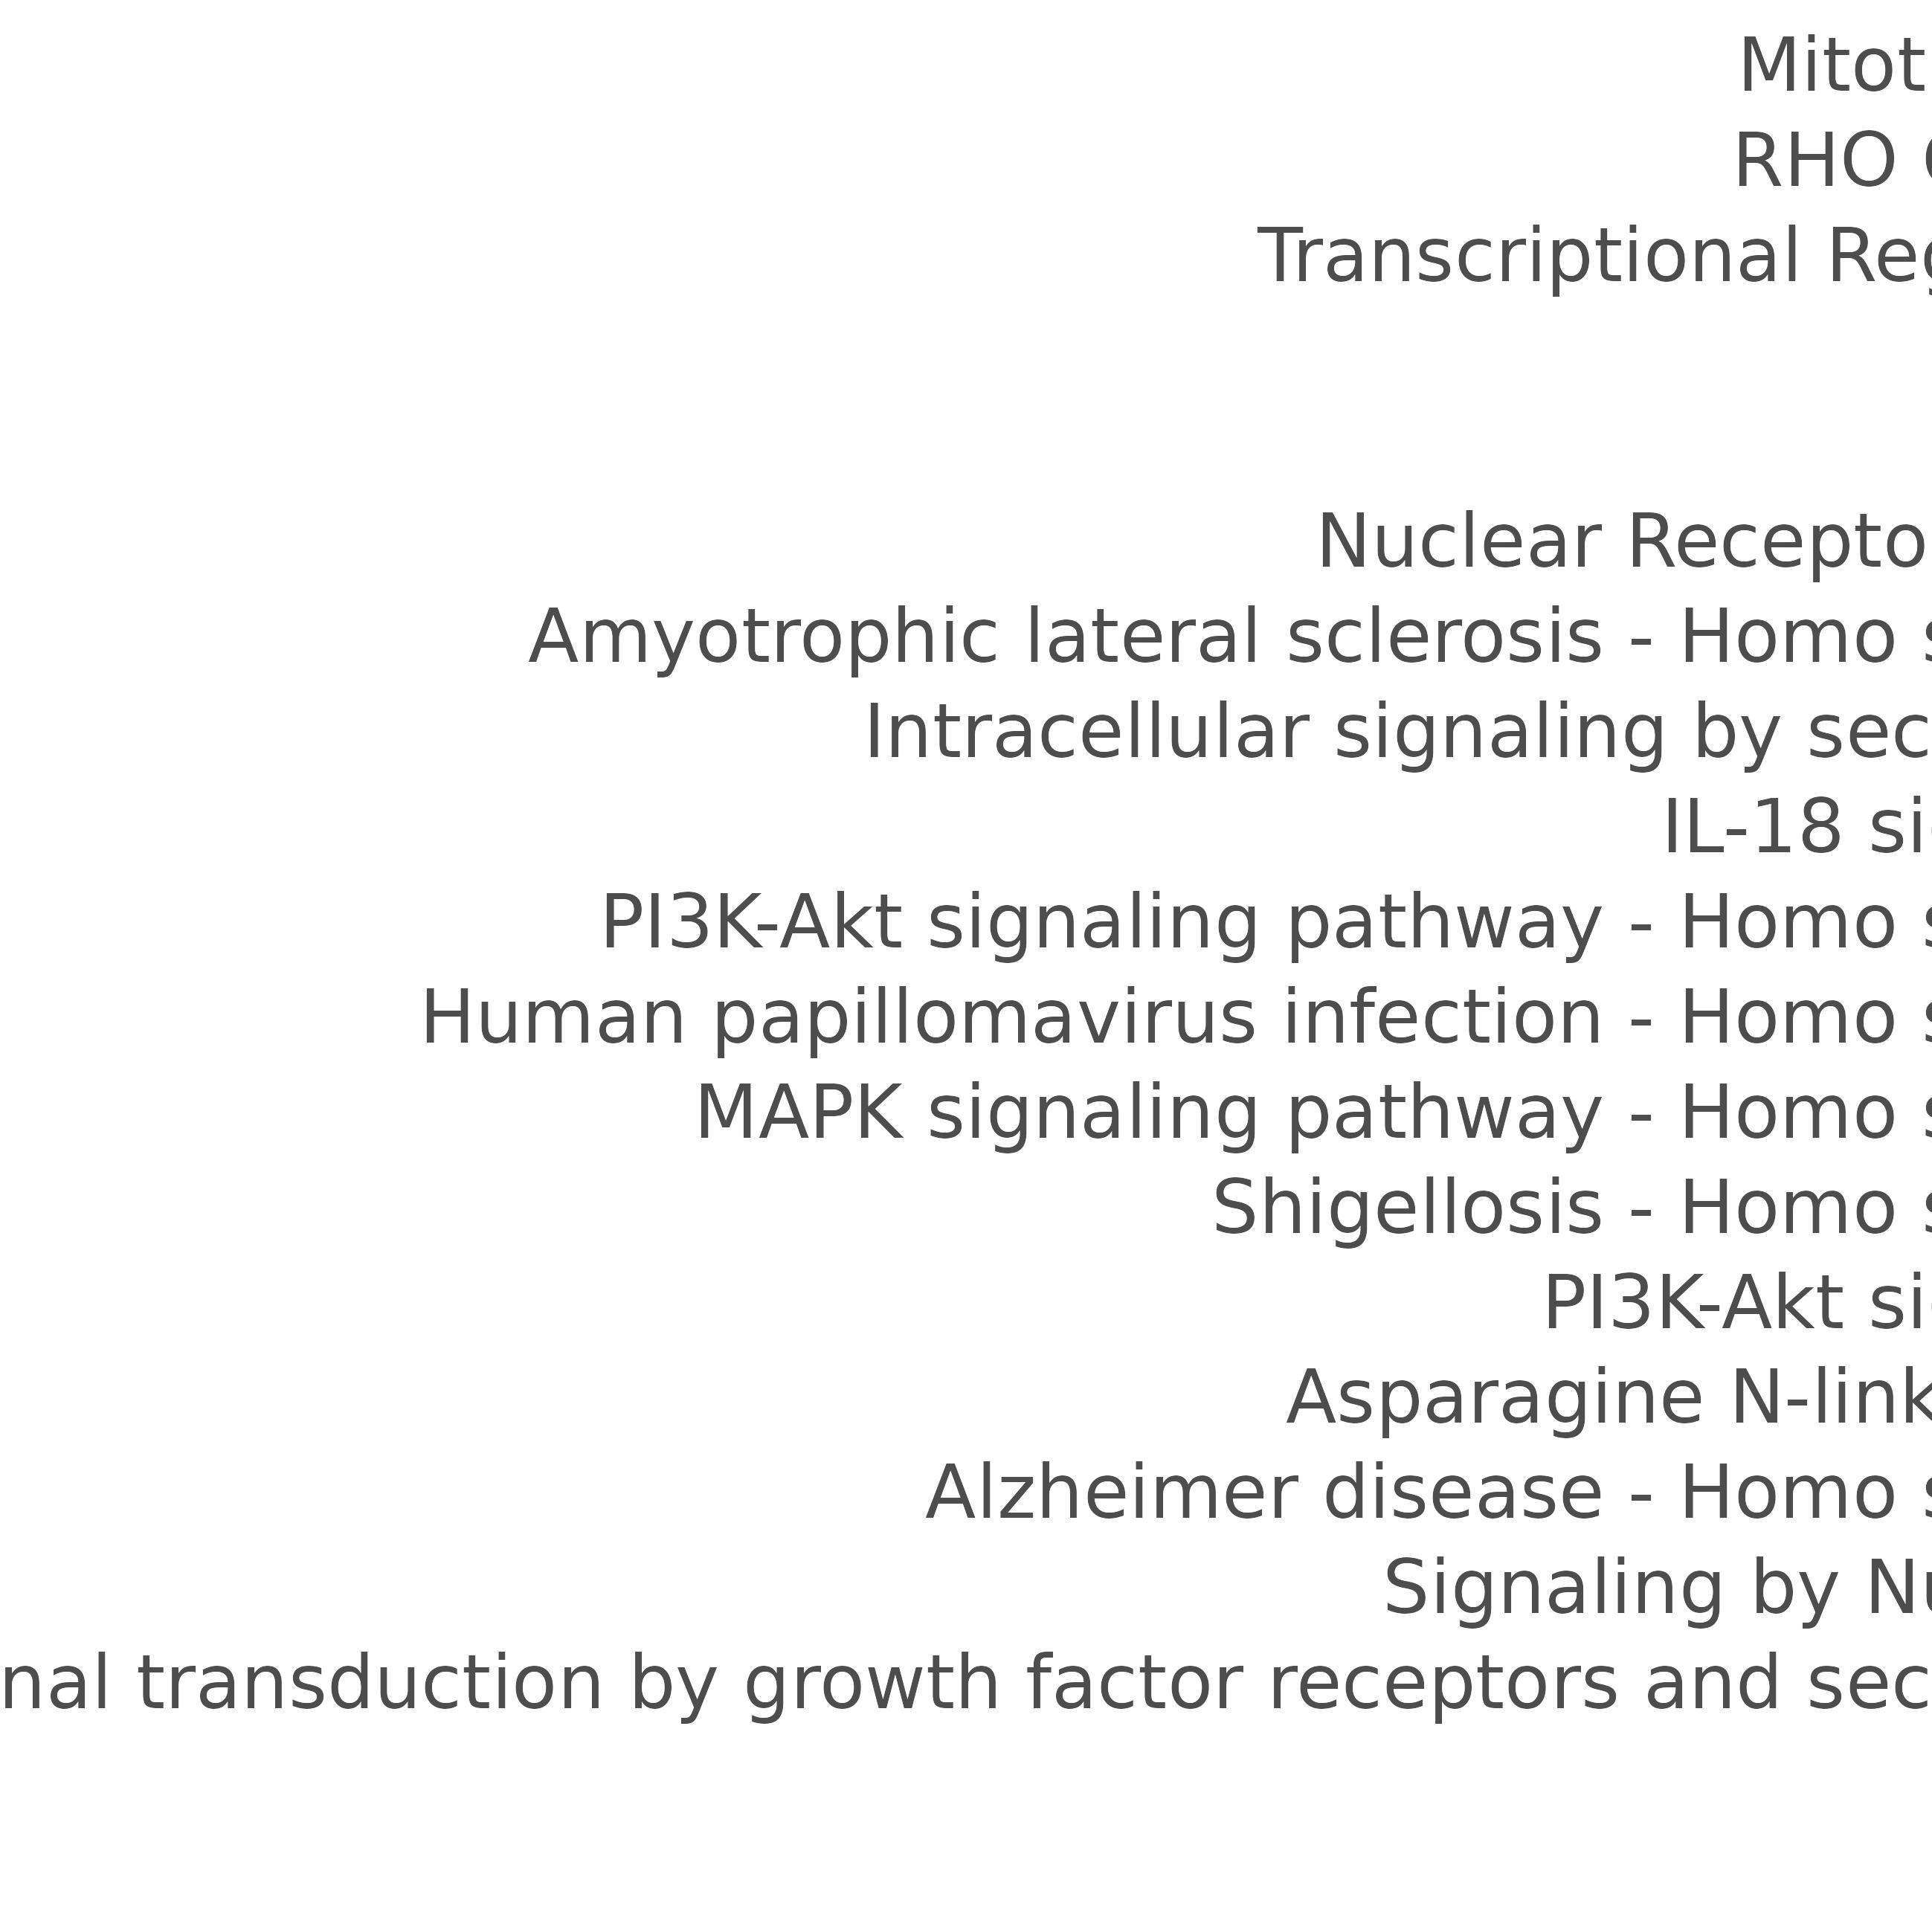 Mitot
RHO
Transcriptional Reg
Nuclear Recepto
Amyotrophic lateral sclerosis - Homo s
Intracellular signaling by sec
IL-18 sig
PI3K-Akt signaling pathway - Homo s
Human papillomavirus infection - Homo s
MAPK signaling pathway - Homo s
Shigellosis - Homo s
PI3K-Akt sig
Asparagine N-link
Alzheimer disease - Homo s
Signaling by Nu
nal transduction by growth factor receptors and sec